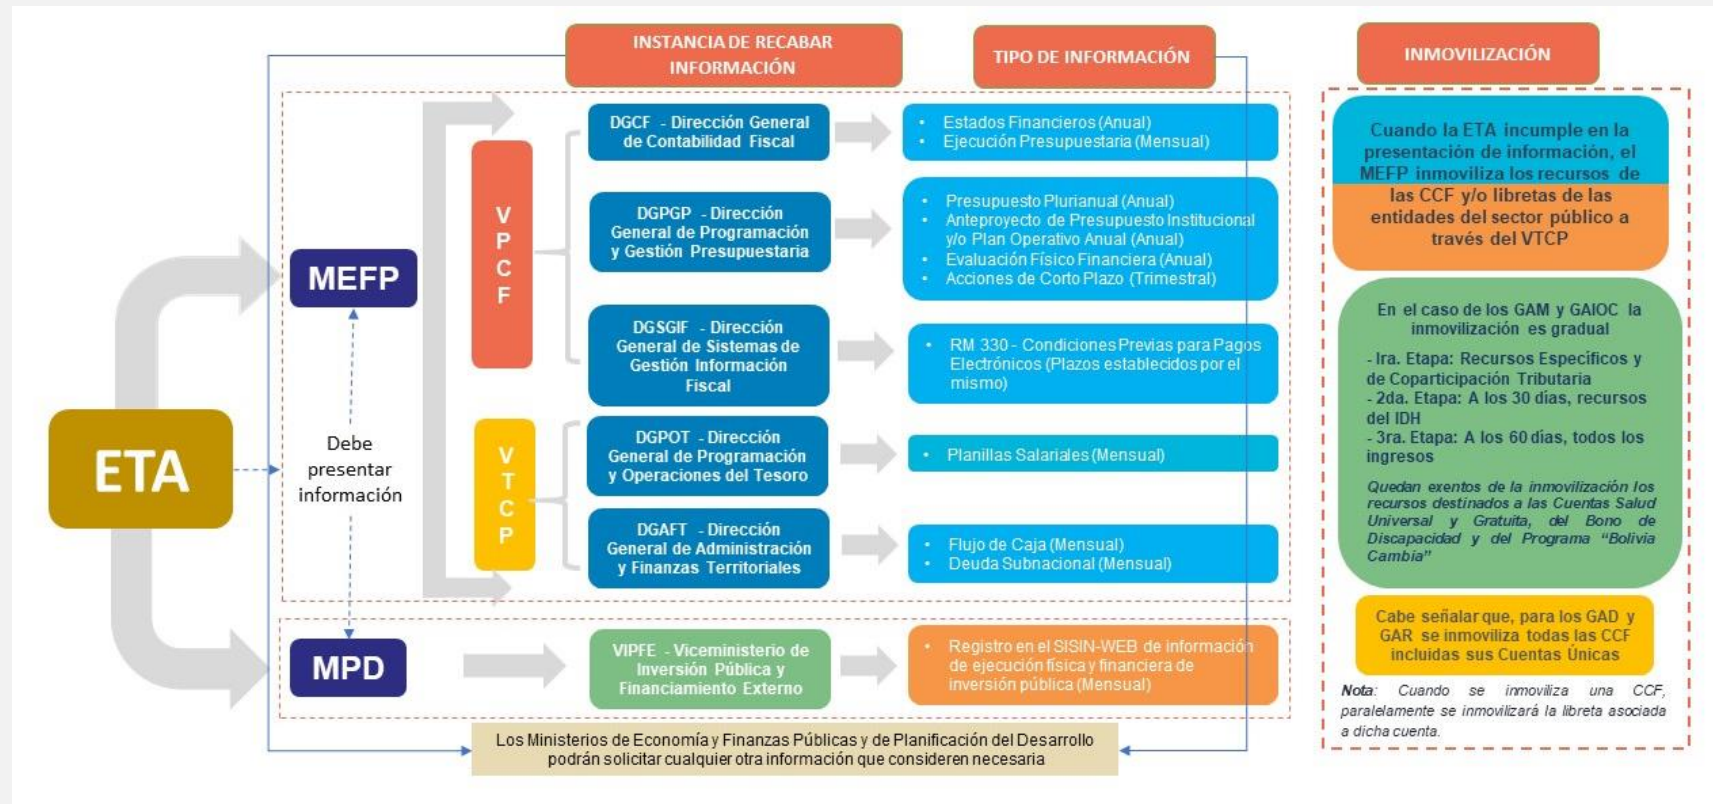 INSTANCIA DE RECABAR
INFORMACIÓN
TIPO DE INFORMACIÓN
INMOVILIZACIÓN
ETA
Debe
presentar
información
MEFP
MPD
V
P
C
F
V
T
C
P
DGCF - Dirección General
de Contabilidad Fiscal
• Estados Financieros (Anual)
• Ejecución Presupuestaria (Mensual)
DGPGP - Dirección
General de Programación
y Gestión Presupuestaria
• Presupuesto Plurianual (Anual)
• Anteproyecto de Presupuesto Institucional
y/o Plan Operativo Anual (Anual)
• Evaluación Físico Financiera (Anual)
• Acciones de Corto Plazo (Trimestral)
DGSGIF - Dirección
General de Sistemas de
Gestión Información
Fiscal
• RM 330 - Condiciones Previas para Pagos
Electrónicos (Plazos establecidos por el
mismo)
DGPOT - Dirección
General de Programación
y Operaciones del Tesoro
• Planillas Salariales (Mensual)
DGAFT - Dirección
General de Administración
y Finanzas Territoriales
• Flujo de Caja (Mensual)
• Deuda Subnacional (Mensual)
VIPFE - Viceministerio de
Inversión Pública y
Financiamiento Externo
• Registro en el SISIN-WEB de información
de ejecución física y financiera de
inversión pública (Mensual)
Los Ministerios de Economía y Finanzas Públicas y de Planificación del Desarrollo
podrán solicitar cualquier otra información que consideren necesaria
Cuando la ETA incumple en la
presentación de información, el
MEFP inmoviliza los recursos de
las CCF y/o libretas de las
entidades del sector público a
través del VTCP
En el caso de los GAM y GAIOC la
inmovilización es gradual
- Ira. Etapa: Recursos Específicos y
de Coparticipación Tributaria
- 2da. Etapa: A los 30 días, recursos
del IDH
- 3ra. Etapa: A los 60 días, todos los
ingresos
Quedan exentos de la inmovilización los
recursos destinados a las Cuentas Salud
Universal y Gratuita, del Bono de
Discapacidad y del Programa “Bolivia
Cambia”
Cabe señalar que, para los GAD y
GAR se inmoviliza todas las CCF
incluidas sus Cuentas Únicas
Nota: Cuando se inmoviliza una CCF,
paralelamente se inmovilizará la libreta asociada
a dicha cuenta.